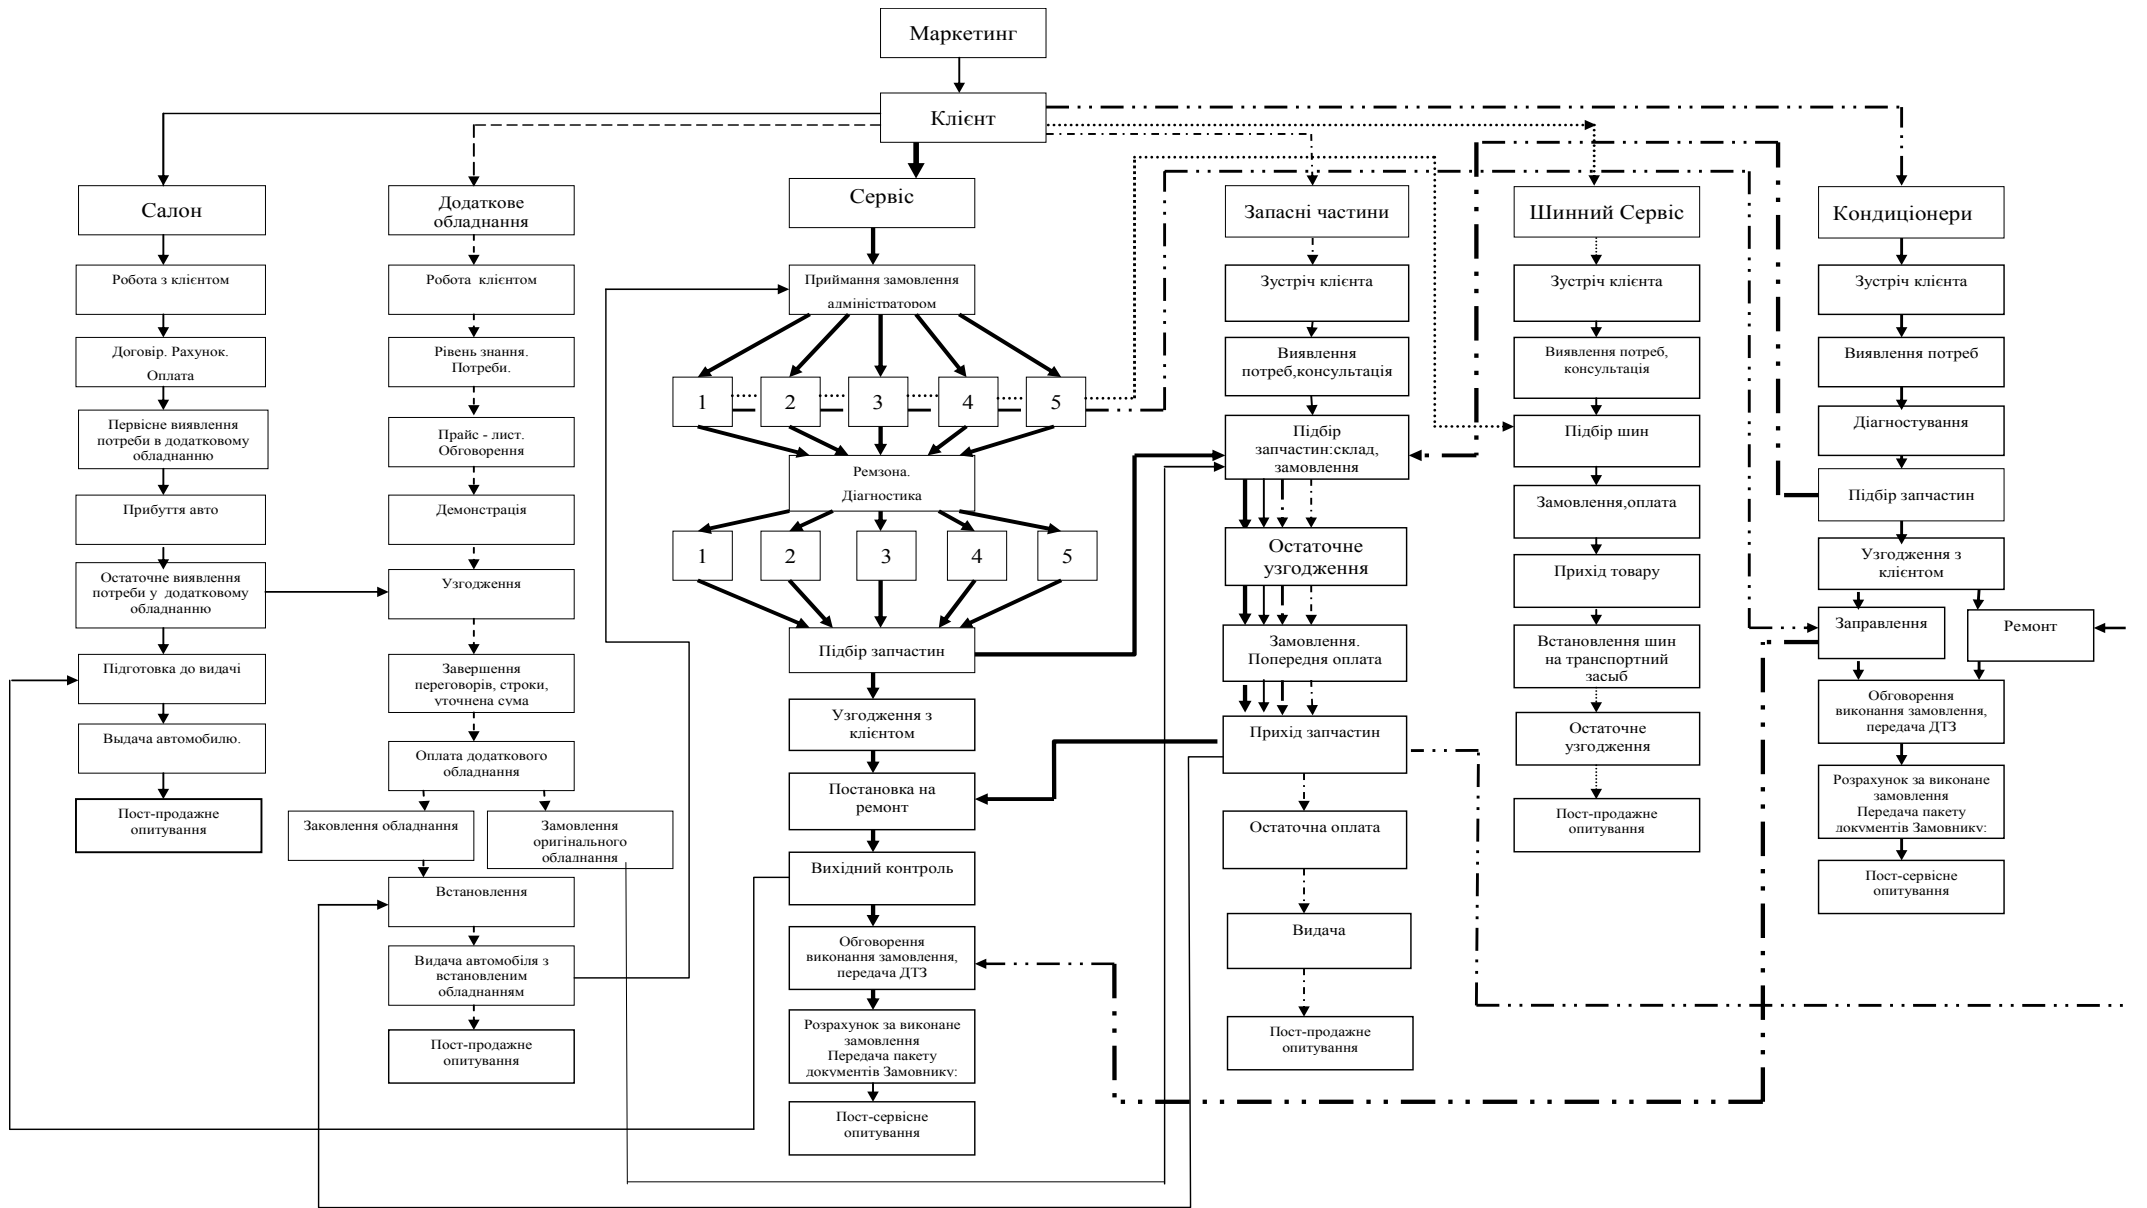 Маркетинг
Клієнт
Салон
Робота з клієнтом
Договір. Рахунок.
Оплата
Первісне виявлення
потреби в додатковому
обладнанню
Прибуття авто
Остаточне виявлення
потреби у додатковому
обладнанню
Підготовка до видачі
Выдача автомобилю.
Пост-продажне
опитування
Додаткове
обладнання
Робота клієнтом
Рівень знання.
Потреби.
Прайс - лист.
Обговорення
Демонстрація
Узгодження
Завершення
переговорів, строки,
уточнена сума
Оплата додаткового
обладнання
Заковлення обладнання
Замовлення
оригінального
обладнання
Встановлення
Видача автомобіля з
встановленим
обладнанням
Пост-продажне
опитування
Сервіс
Приймання замовлення
адміністратором
1 2 3 4 5
Ремзона.
Діагностика
1 2 3 4 5
Підбір запчастин
Узгодження з
клієнтом
Постановка на
ремонт
Вихідний контроль
Обговорення
виконання замовлення,
передача ДТЗ
Розрахунок за виконане
замовлення
Передача пакету
документів Замовнику:
Пост-сервісне
опитування
Запасні частини
Зустріч клієнта
Виявлення
потреб,консультація
Підбір
запчастин:склад,
замовлення
Остаточне
узгодження
Замовлення.
Попередня оплата
Прихід запчастин
Остаточна оплата
Видача
Пост-продажне
опитування
Шинний Сервіс
Зустріч клієнта
Виявлення потреб,
консультація
Підбір шин
Замовлення,оплата
Прихід товару
Встановлення шин
на транспортний
засыб
Остаточне
узгодження
Пост-продажне
опитування
Кондиціонери
Зустріч клієнта
Виявлення потреб
Діагностування
Підбір запчастин
Узгодження з
клієнтом
Заправлення
Ремонт
Обговорення
виконання замовлення,
передача ДТЗ
Розрахунок за виконане
замовлення
Передача пакету
документів Замовнику:
Пост-сервісне
опитування